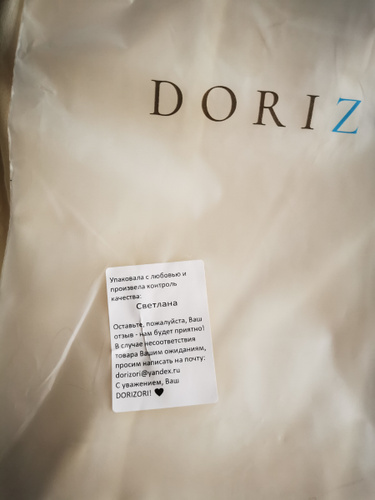 DORIZ
Упаковала с любовью и
произвела контроль
качества:
Светлана
Оставьте, пожалуйста, Ваш
отзыв - нам будет приятно!
В случае несоответствия
товара Вашим ожиданиям,
просим написать на почту:
dorizori@yandex.ru
С уважением, Ваш
DORIZORI! 🖤